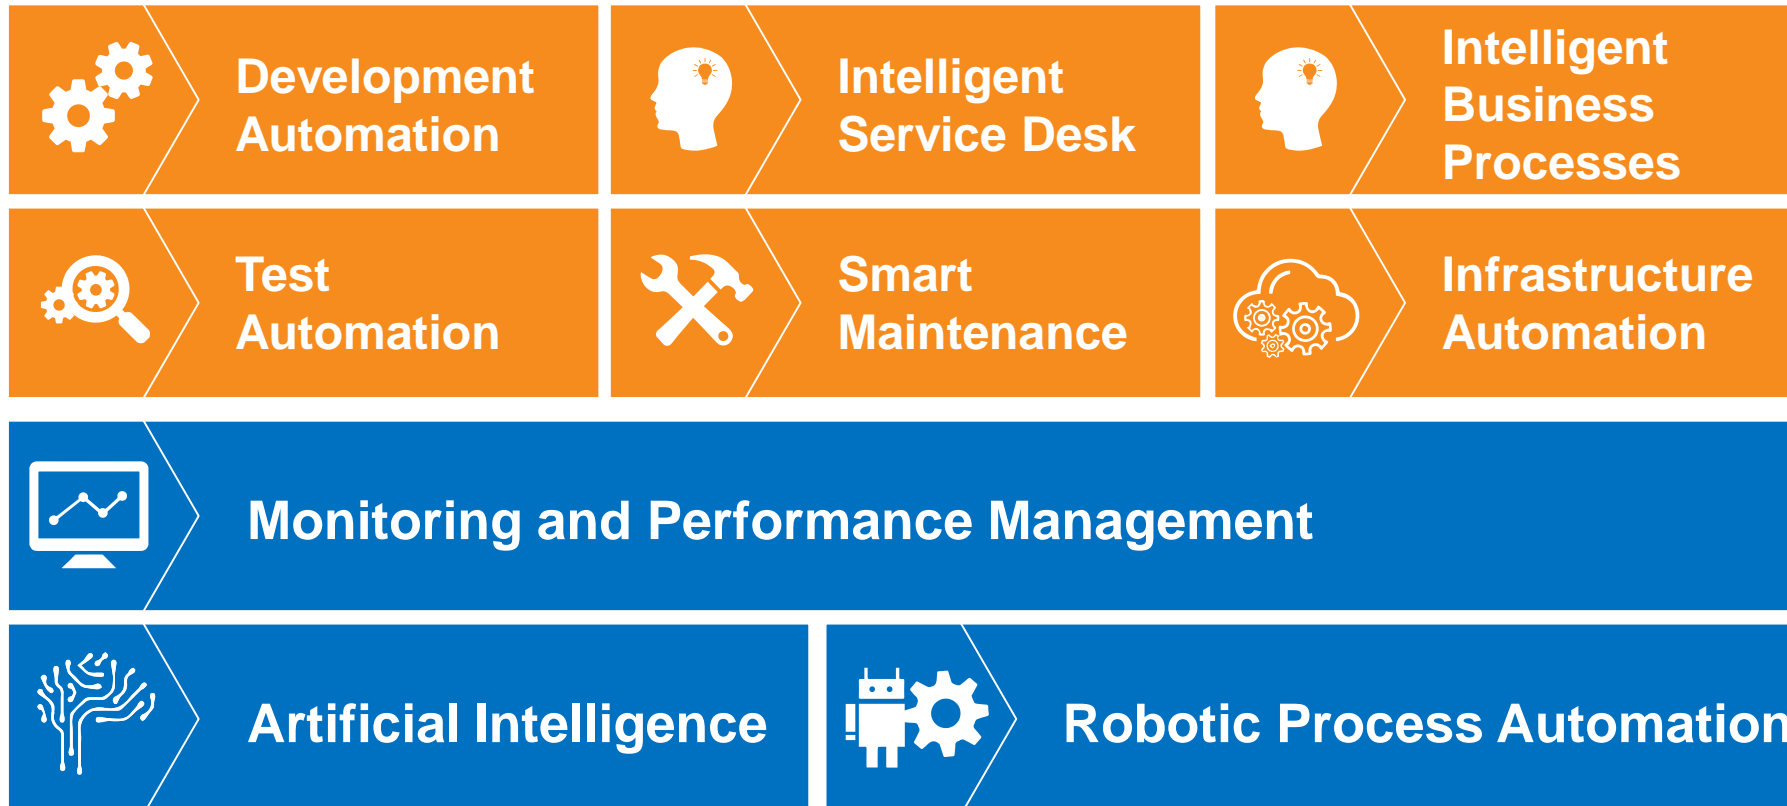 Development
Automation
Intelligent
Service Desk
Intelligent
Business
Processes
Test
Automation
Smart
Maintenance
Infrastructure
Automation
Monitoring and Performance Management
Artificial Intelligence
Robotic Process Automation